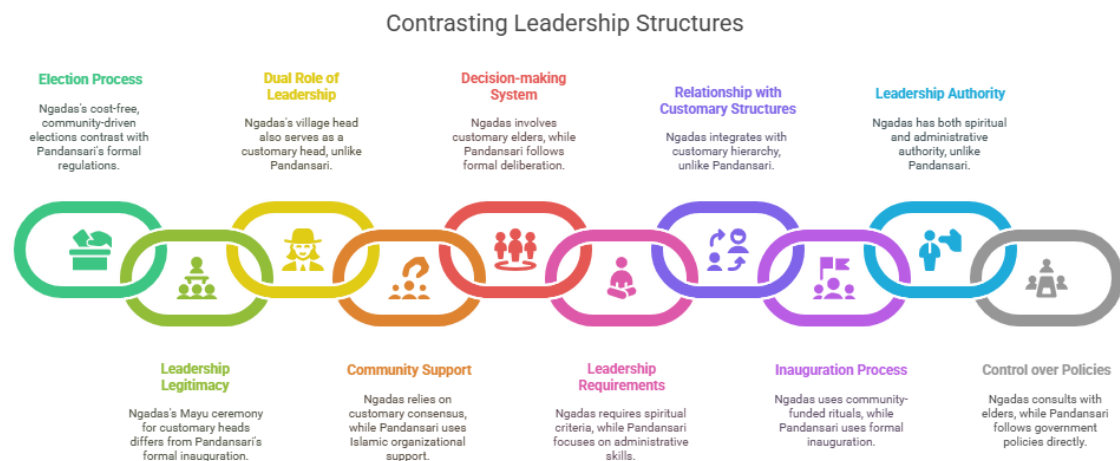 Contrasting Leadership Structures
Election Process
Ngadas's cost-free,
community-driven
elections contrast with
Pandansari's formal
regulations.
Dual Role of
Leadership
Ngadas's village head
also serves as a
customary head, unlike
Pandansari.
Decision-making
System
Ngadas involves
customary elders, while
Pandansari follows
formal deliberation.
Relationship with
Customary Structures
Ngadas integrates with
customary hierarchy,
unlike Pandansari.
Leadership Authority
Ngadas has both spiritual
and administrative
authority, unlike
Pandansari.
Leadership
Legitimacy
Ngadas's Mayu ceremony
for customary heads
differs from Pandansari's
formal inauguration.
Community Support
Ngadas relies on
customary consensus,
while Pandansari uses
Islamic organizational
support.
Leadership
Requirements
Ngadas requires spiritual
criteria, while Pandansari
focuses on administrative
skills.
Inauguration Process
Ngadas uses community-
funded rituals, while
Pandansari uses formal
inauguration.
Control over Policies
Ngadas consults with
elders, while Pandansari
follows government
policies directly.